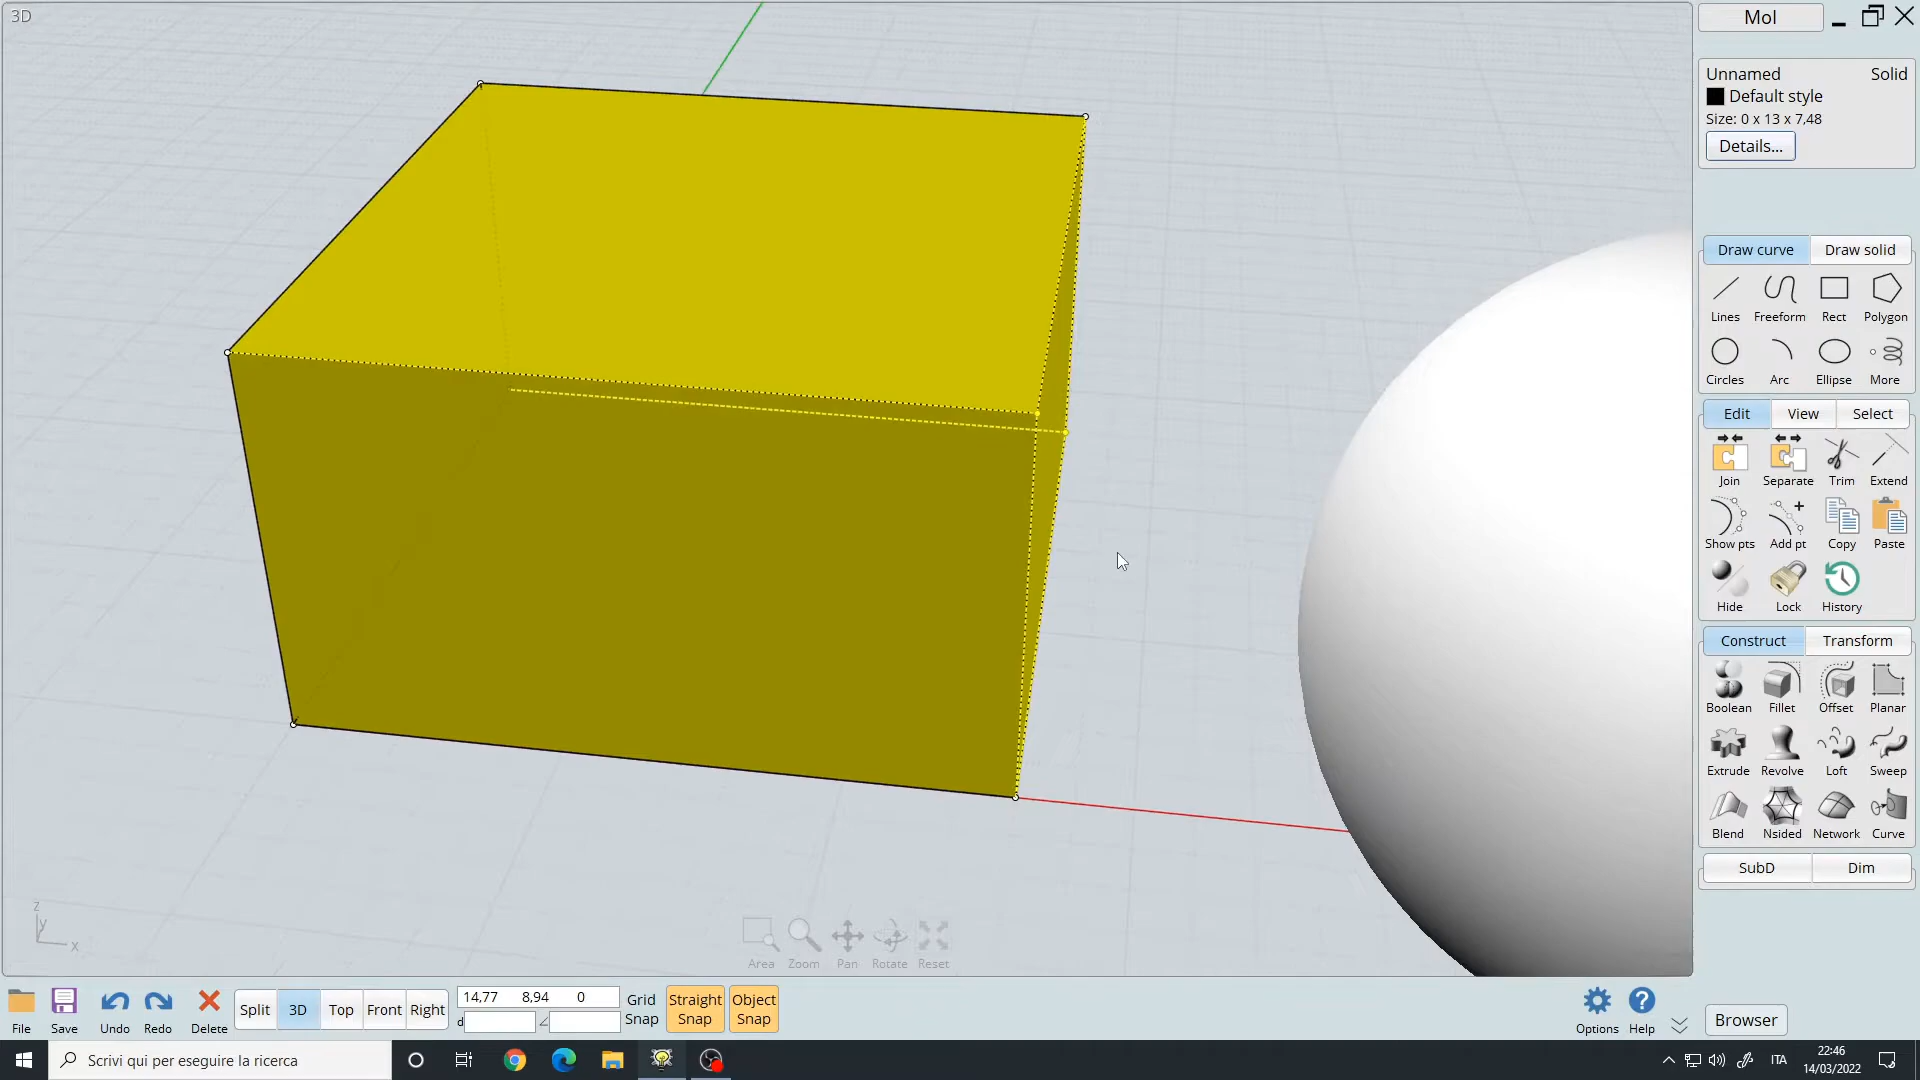 3D
MoI
Unnamed Solid
Default style
Size: 0 x 13 x 7,48
Details...
Draw curve Draw solid
Lines Freeform Rect Polygon
Circles Arc Ellipse More
Edit View Select
Join Separate Trim Extend
Show pts Add pt Copy Paste
Hide Lock History
Construct Transform
Boolean Fillet Offset Planar
Extrude Revolve Loft Sweep
Blend Nsided Network Curve
SubD Dim
z
y
x
Area Zoom Pan Rotate Reset
File Save Undo Redo Delete
Split 3D Top Front Right
14,77 8,94 0
d
Grid Snap
Straight Snap
Object Snap
Options Help
Browser
Scrivi qui per eseguire la ricerca
ITA
22:46
14/03/2022